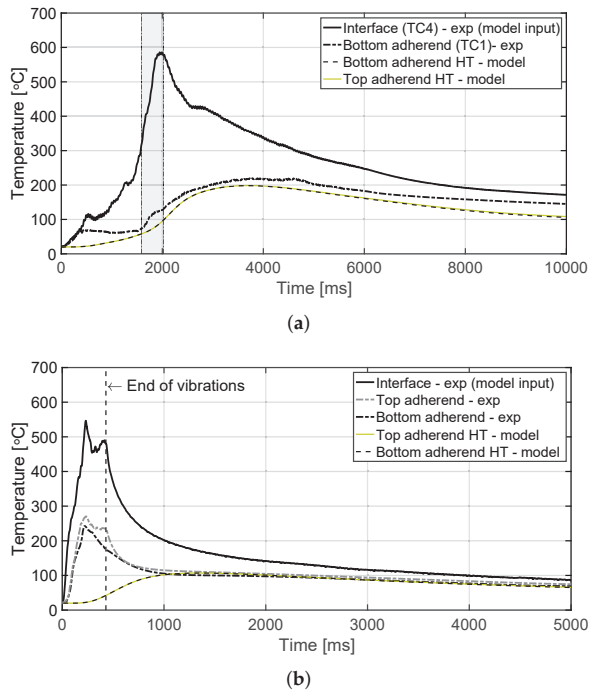 700
600
500
400
300
200
100
0
Temperature [°C]
Interface (TC4) - exp (model input)
Bottom adherend (TC1)- exp
Bottom adherend HT - model
Top adherend HT - model
0 2000 4000 6000 8000 10000
Time [ms]
(a)
700
600
500
400
300
200
100
0
Temperature [°C]
← End of vibrations
Interface - exp (model input)
Top adherend - exp
Bottom adherend - exp
Top adherend HT - model
Bottom adherend HT - model
0 1000 2000 3000 4000 5000
Time [ms]
(b)